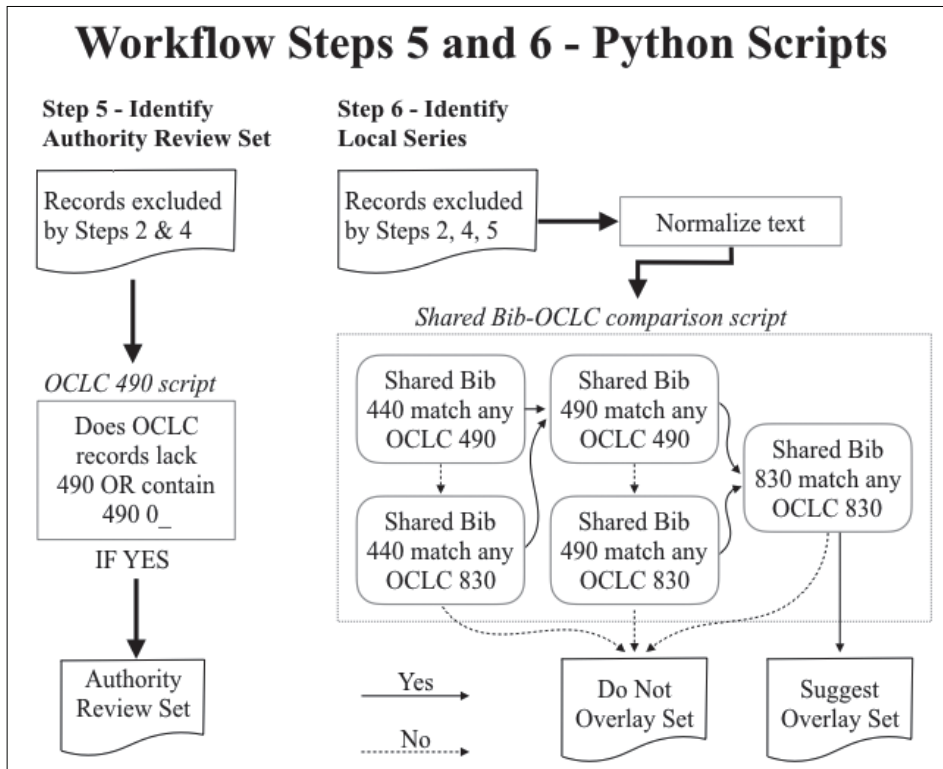 Workflow Steps 5 and 6 - Python Scripts
Step 5 - Identify
Authority Review Set
Records excluded
by Steps 2 & 4
OCLC 490 script
Does OCLC
records lack
490 OR contain
490 0_
IF YES
Authority
Review Set
Step 6 - Identify
Local Series
Records excluded
by Steps 2, 4, 5
Normalize text
Shared Bib-OCLC comparison script
Shared Bib
440 match any
OCLC 490
Shared Bib
440 match any
OCLC 830
Shared Bib
490 match any
OCLC 490
Shared Bib
490 match any
OCLC 830
Shared Bib
830 match any
OCLC 830
Yes
No
Do Not
Overlay Set
Suggest
Overlay Set